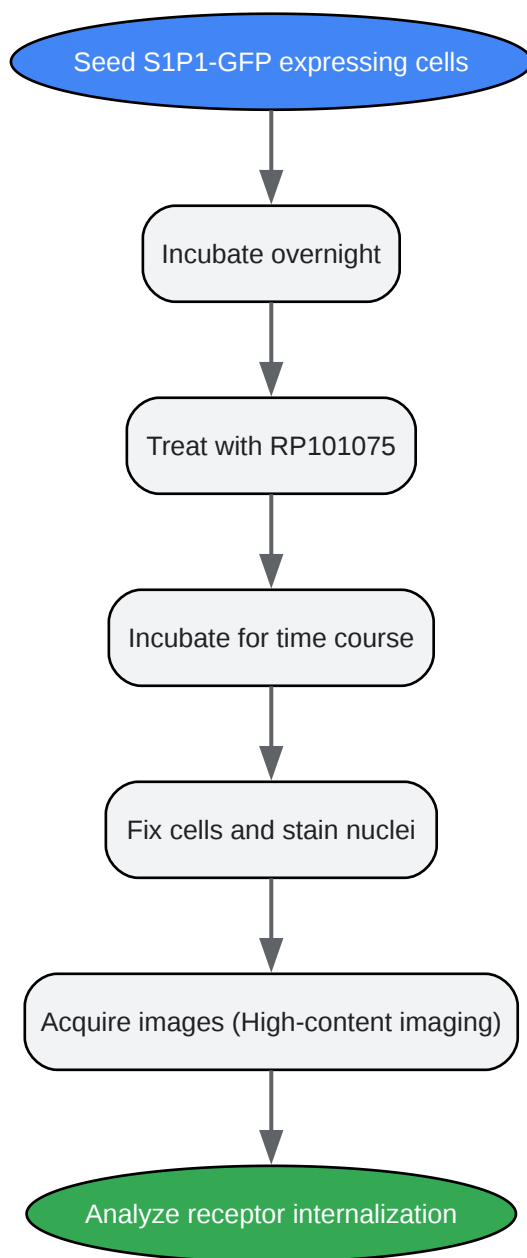 Seed S1P1-GFP expressing cells
Incubate overnight
Treat with RP101075
Incubate for time course
Fix cells and stain nuclei
Acquire images (High-content imaging)
Analyze receptor internalization